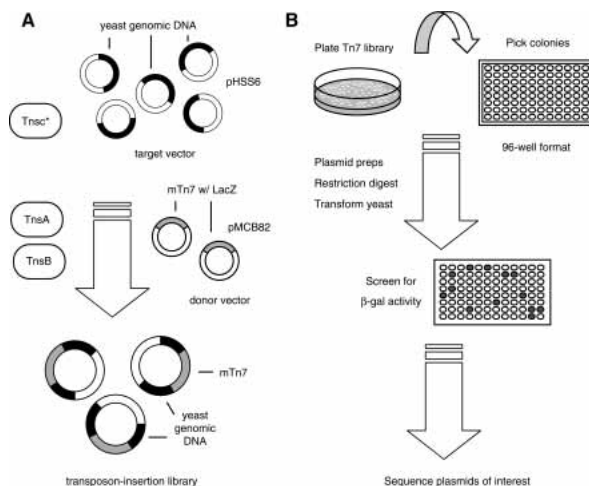 A
yeast genomic DNA
pHSS6
Tnsc*
target vector
mTn7 w/ LacZ
TnsA
pMCB82
TnsB
donor vector
mTn7
yeast
genomic
DNA
transposon-insertion library
B
Plate Tn7 library
Pick colonies
96-well format
Plasmid preps
Restriction digest
Transform yeast
Screen for
β-gal activity
Sequence plasmids of interest